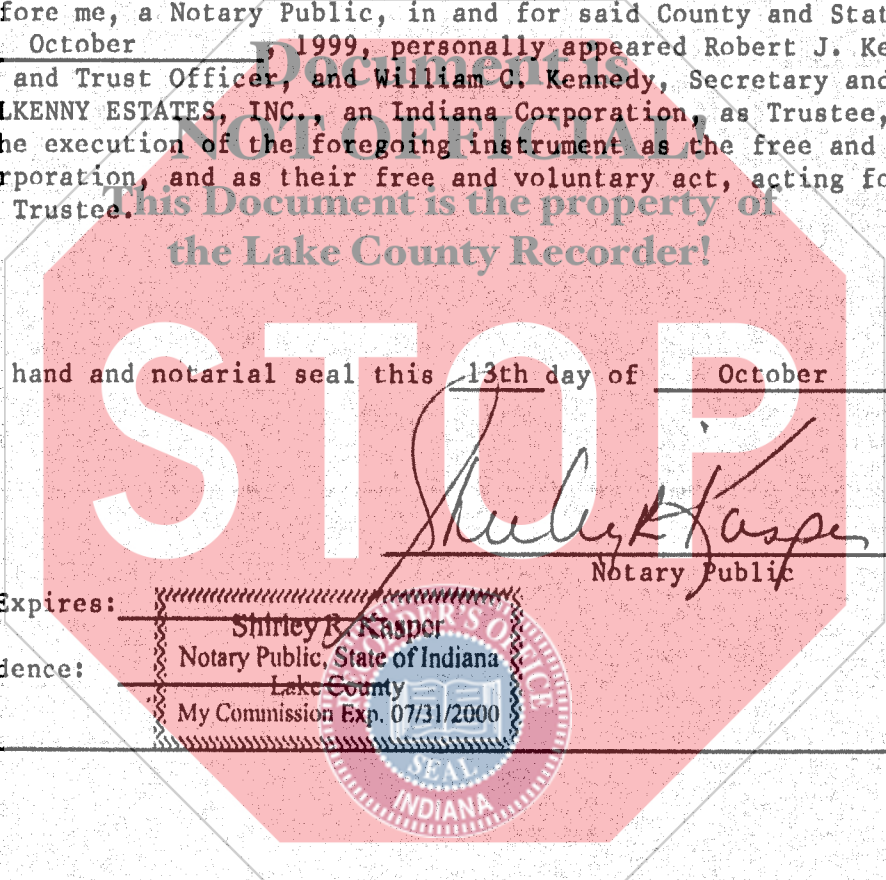 fore me, a Notary Public, in and for said County and Stat
October , 1999, personally appeared Robert J. Ke
Document is
and Trust Officer, and William C. Kennedy, Secretary and
LKENNY ESTATES, INC., an Indiana Corporation, as Trustee,
NOT OFFICIAL!
he execution of the foregoing instrument as the free and
rporation, and as their free and voluntary act, acting fo
Trustee.
This Document is the property of
the Lake County Recorder!
STOP
hand and notarial seal this 13th day of October
Shirley R Kasper
Notary Public
Expires:
Shirley R. Kasper
Notary Public, State of Indiana
dence:
Lake County
My Commission Exp. 07/31/2000
RECORDER'S OFFICE
SEAL
INDIANA